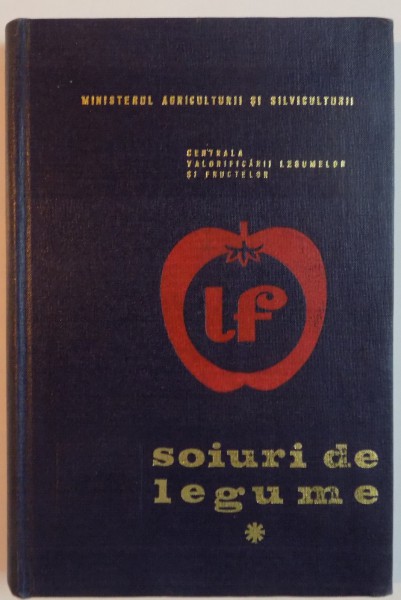 MINISTERUL AGRICULTURII ȘI SILVICULTURII
CENTRALA
VALORIFICĂRII LEGUMELOR
ȘI FRUCTELOR
lf
soiuri de
legume
*